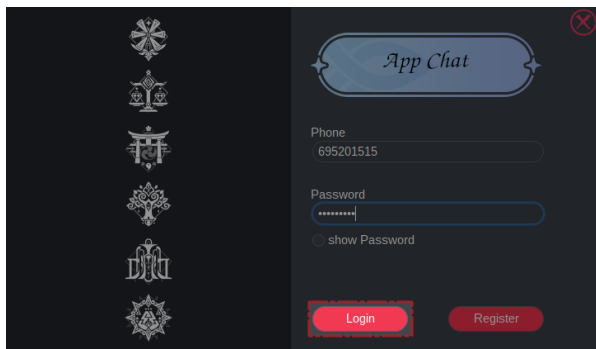 App Chat
Phone
695201515
Password
•••••••••
show Password
Login
Register